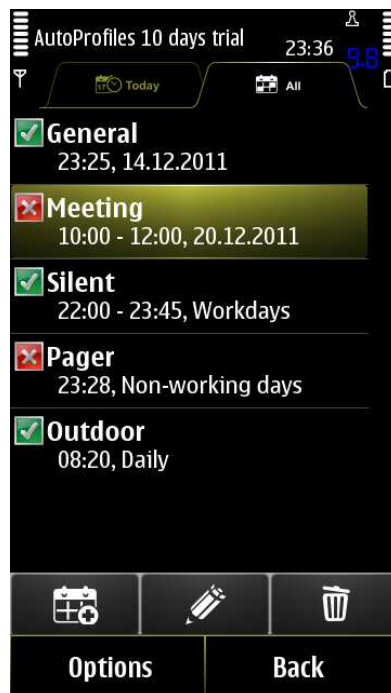 AutoProfiles 10 days trial
23:36
9.8
Today
All
General
23:25, 14.12.2011
Meeting
10:00 - 12:00, 20.12.2011
Silent
22:00 - 23:45, Workdays
Pager
23:28, Non-working days
Outdoor
08:20, Daily
Options
Back